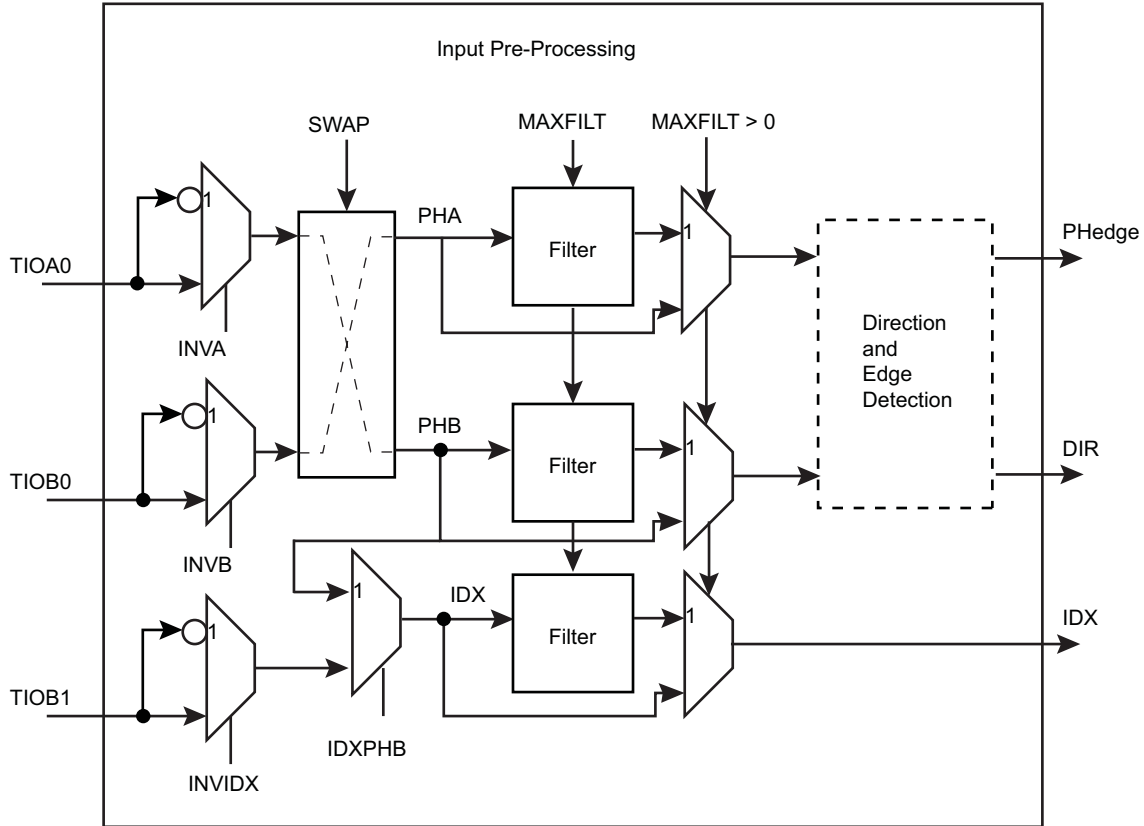 Input Pre-Processing
SWAP
MAXFILT
MAXFILT > 0
1
PHA
Filter
1
PHedge
TIOA0
INVA
Direction
and
Edge
Detection
1
PHB
Filter
1
DIR
TIOB0
INVB
1
IDX
Filter
1
IDX
1
TIOB1
IDXPHB
INVIDX